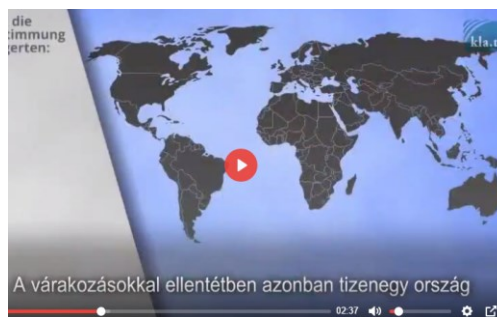 die
timmung
gerten:
kla.
A várakozásokkal ellentétben azonban tizenegy ország
02:37